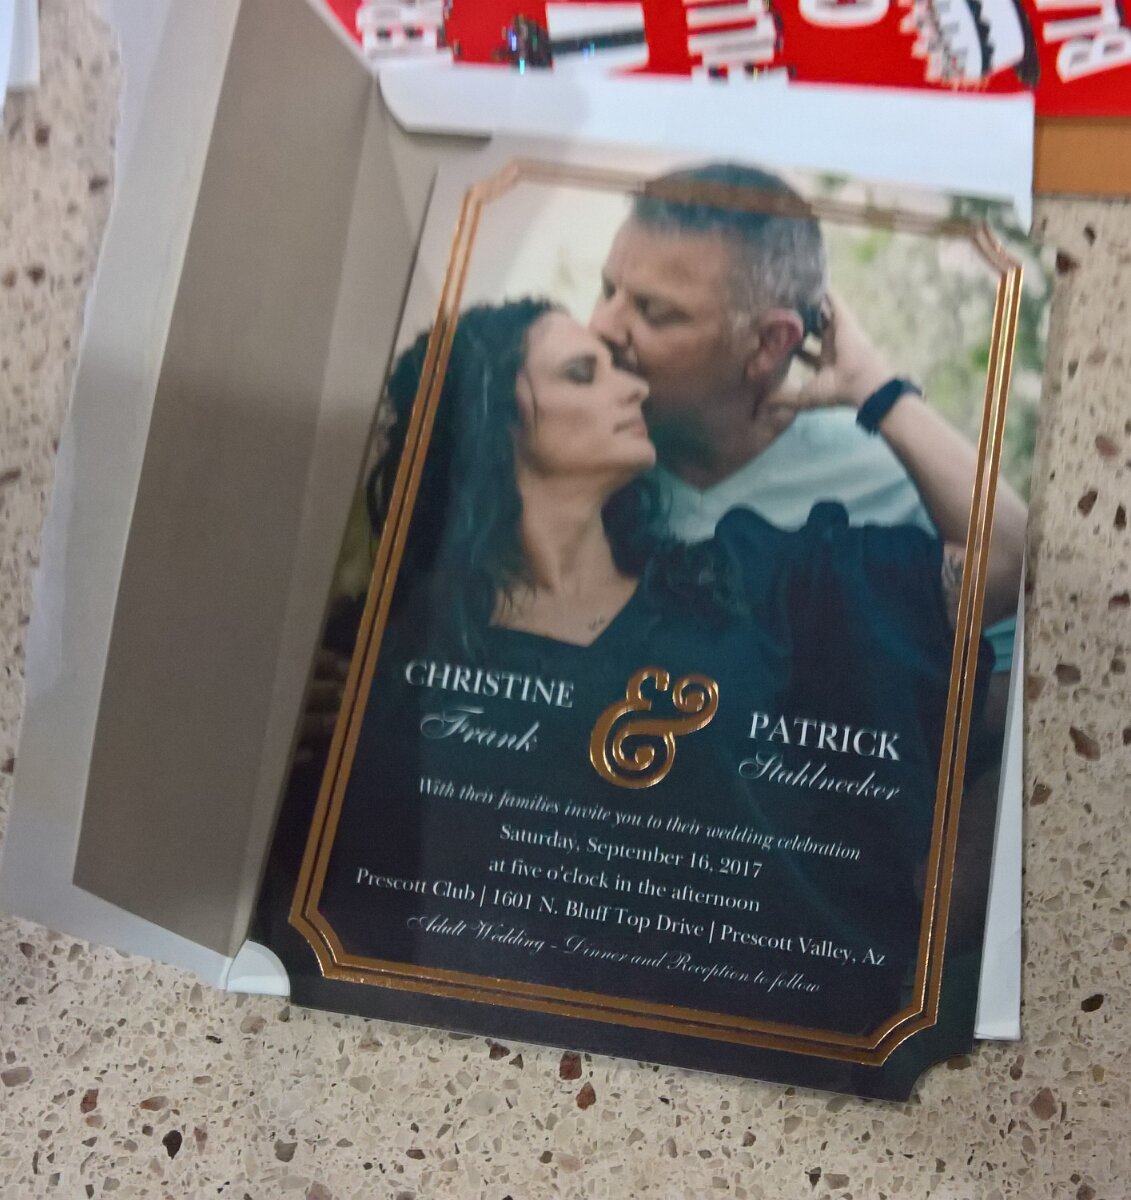 CHRISTINE
Frank
&
PATRICK
Stahlnecker
With their families invite you to their wedding celebration
Saturday, September 16, 2017
at five o'clock in the afternoon
Prescott Club | 1601 N. Bluff Top Drive | Prescott Valley, Az
Adult Wedding - Dinner and Reception to follow